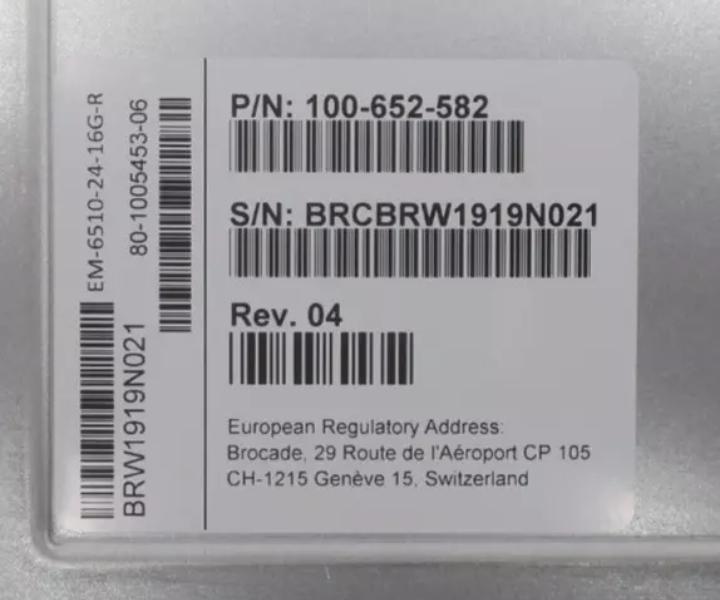 EM-6510-24-16G-R
80-1005453-06
BRW1919N021
P/N: 100-652-582
S/N: BRCBRW1919N021
Rev. 04
European Regulatory Address:
Brocade, 29 Route de l'Aéroport CP 105
CH-1215 Genève 15, Switzerland